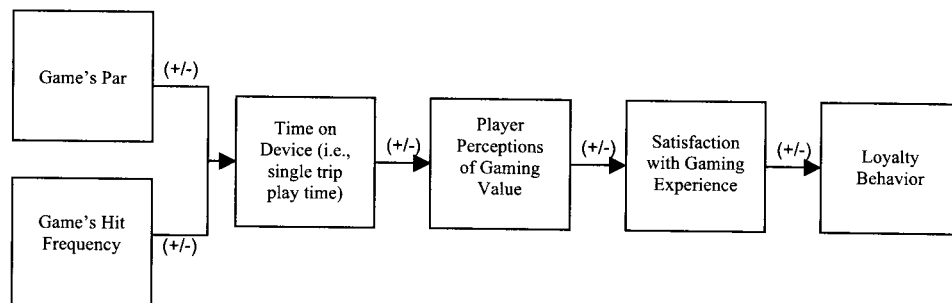 Game's Par
(+/-)
Game's Hit
Frequency
(+/-)
Time on
Device (i.e.,
single trip
play time)
(+/-)
Player
Perceptions
of Gaming
Value
(+/-)
Satisfaction
with Gaming
Experience
(+/-)
Loyalty
Behavior